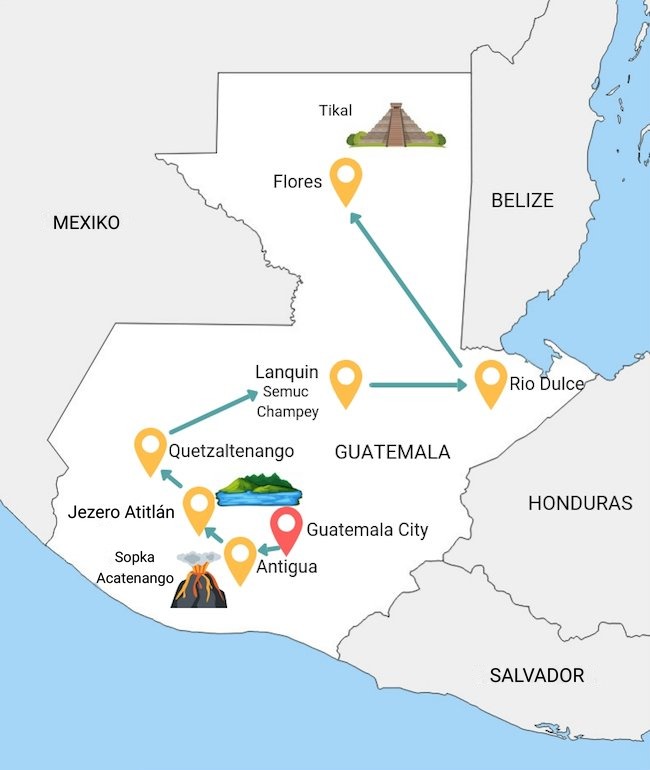 Tikal
Flores
BELIZE
MEXIKO
Lanquin
Semuc
Champey
Rio Dulce
Quetzaltenango
GUATEMALA
HONDURAS
Jezero Atitlán
Guatemala City
Sopka
Acatenango
Antigua
SALVADOR